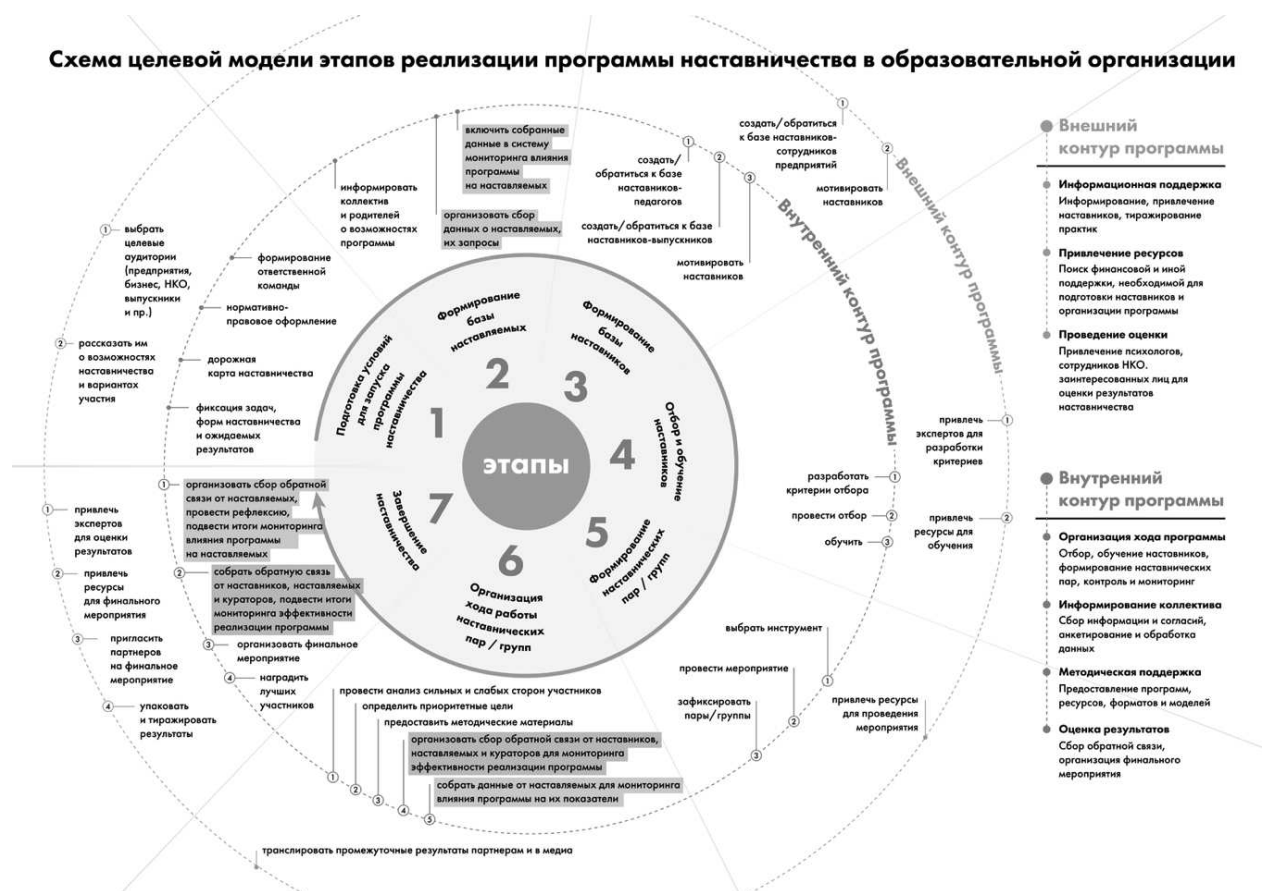 Схема целевой модели этапов реализации программы наставничества в образовательной организации
включить собранные
данные в систему
мониторинга влияния
программы
на наставляемых
организовать сбор
данных о наставляемых,
их запросы
информировать
коллектив
и родителей
о возможностях
программы
формирование
ответственной
команды
нормативно-
правовое оформление
дорожная
карта наставничества
фиксация задач,
форм наставничества
и ожидаемых
результатов
1
выбрать
целевые
аудитории
(предприятия,
бизнес, НКО,
выпускники
и пр.)
2
рассказать им
о возможностях
наставничества
и вариантах
участия
1
создать/
обратиться к базе
наставников-
педагогов
2
создать/обратиться к базе
наставников-выпускников
3
мотивировать
наставников
1
создать/обратиться
к базе наставников-
сотрудников
предприятий
2
мотивировать
наставников
Внутренний контур программы
Внешний контур программы
этапы
1
Подготовка условий
для запуска
программы
наставничества
2
Формирование
базы
наставляемых
3
Формирование
базы
наставников
4
Отбор и обучение
наставников
5
Формирование
наставнических
пар / групп
6
Организация
хода работы
наставнических
пар / групп
7
Завершение
наставничества
1
привлечь
экспертов для
разработки
критериев
2
привлечь
ресурсы для
обучения
1
разработать
критерии отбора
2
провести отбор
3
обучить
1
выбрать инструмент
2
провести мероприятие
3
зафиксировать
пары/группы
привлечь ресурсы
для проведения
мероприятия
1
провести анализ сильных и слабых сторон участников
2
определить приоритетные цели
3
предоставить методические материалы
4
организовать сбор обратной связи от наставников,
наставляемых и кураторов для мониторинга
эффективности реализации программы
5
собрать данные от наставляемых для мониторинга
влияния программы на их показатели
транслировать промежуточные результаты партнерам и в медиа
1
организовать сбор обратной
связи от наставляемых,
провести рефлексию,
подвести итоги мониторинга
влияния программы
на наставляемых
2
собрать обратную связь
от наставников, наставляемых
и кураторов, подвести итоги
мониторинга эффективности
реализации программы
3
организовать финальное
мероприятие
4
наградить
лучших
участников
1
привлечь
экспертов
для оценки
результатов
2
привлечь
ресурсы
для финального
мероприятия
3
пригласить
партнеров
на финальное
мероприятие
4
упаковать
и тиражировать
результаты
Внешний
контур программы
Информационная поддержка
Информирование, привлечение
наставников, тиражирование
практик
Привлечение ресурсов
Поиск финансовой и иной
поддержки, необходимой для
подготовки наставников и
организации программы
Проведение оценки
Привлечение психологов,
сотрудников НКО.
заинтересованных лиц для
оценки результатов
наставничества
Внутренний
контур программы
Организация хода программы
Отбор, обучение наставников,
формирование наставнических
пар, контроль и мониторинг
Информирование коллектива
Сбор информации и согласий,
анкетирование и обработка
данных
Методическая поддержка
Предоставление программ,
ресурсов, форматов и моделей
Оценка результатов
Сбор обратной связи,
организация финального
мероприятия